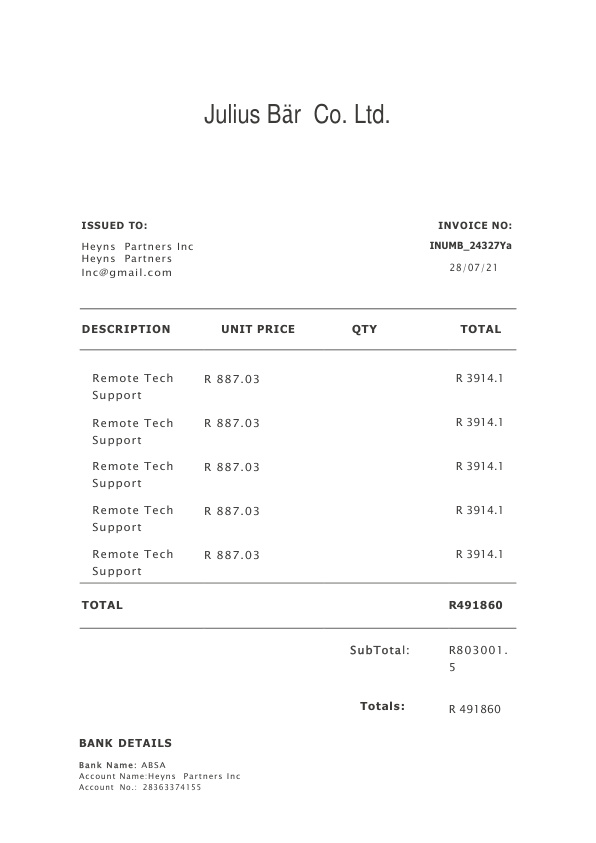 Julius Bär Co. Ltd.
ISSUED TO:
INVOICE NO:
Heyns Partners Inc
INUMB_24327Ya
Heyns Partners
Inc@gmail.com
28/07/21
DESCRIPTION UNIT PRICE QTY TOTAL
Remote Tech R 887.03 R 3914.1
Support
Remote Tech R 887.03 R 3914.1
Support
Remote Tech R 887.03 R 3914.1
Support
Remote Tech R 887.03 R 3914.1
Support
Remote Tech R 887.03 R 3914.1
Support
TOTAL R491860
SubTotal: R803001.
5
Totals: R 491860
BANK DETAILS
Bank Name: ABSA
Account Name:Heyns Partners Inc
Account No.: 28363374155